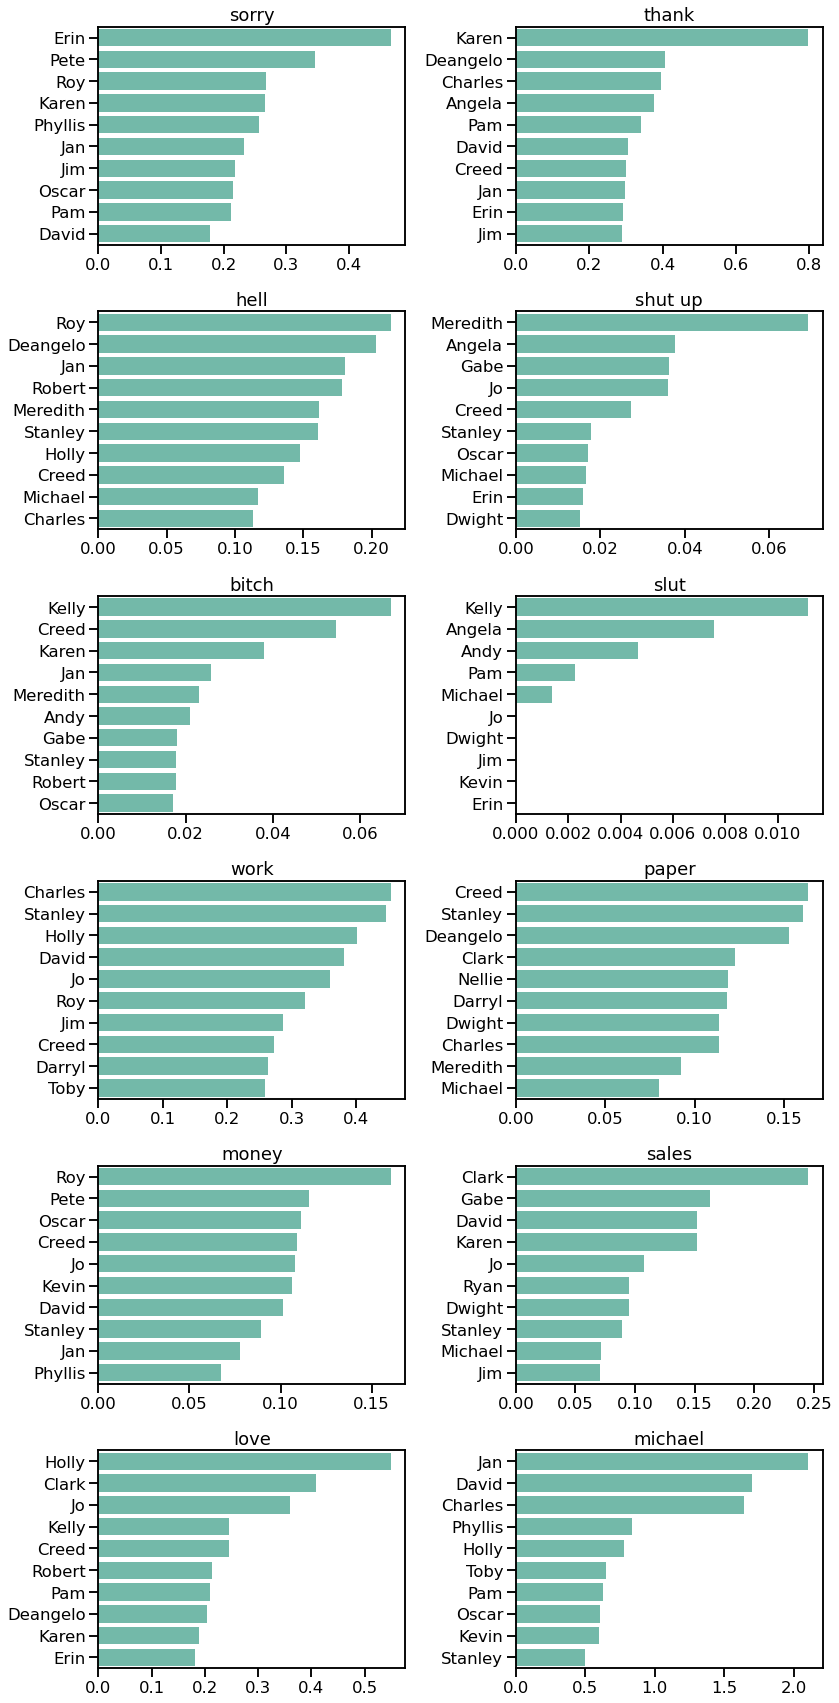 sorry
Erin
Pete
Roy
Karen
Phyllis
Jan
Jim
Oscar
Pam
David
0.0 0.1 0.2 0.3 0.4
thank
Karen
Deangelo
Charles
Angela
Pam
David
Creed
Jan
Erin
Jim
0.0 0.2 0.4 0.6 0.8
hell
Roy
Deangelo
Jan
Robert
Meredith
Stanley
Holly
Creed
Michael
Charles
0.00 0.05 0.10 0.15 0.20
shut up
Meredith
Angela
Gabe
Jo
Creed
Stanley
Oscar
Michael
Erin
Dwight
0.00 0.02 0.04 0.06
bitch
Kelly
Creed
Karen
Jan
Meredith
Andy
Gabe
Stanley
Robert
Oscar
0.00 0.02 0.04 0.06
slut
Kelly
Angela
Andy
Pam
Michael
Jo
Dwight
Jim
Kevin
Erin
0.000 0.002 0.004 0.006 0.008 0.010
work
Charles
Stanley
Holly
David
Jo
Roy
Jim
Creed
Darryl
Toby
0.0 0.1 0.2 0.3 0.4
paper
Creed
Stanley
Deangelo
Clark
Nellie
Darryl
Dwight
Charles
Meredith
Michael
0.00 0.05 0.10 0.15
money
Roy
Pete
Oscar
Creed
Jo
Kevin
David
Stanley
Jan
Phyllis
0.00 0.05 0.10 0.15
sales
Clark
Gabe
David
Karen
Jo
Ryan
Dwight
Stanley
Michael
Jim
0.00 0.05 0.10 0.15 0.20 0.25
love
Holly
Clark
Jo
Kelly
Creed
Robert
Pam
Deangelo
Karen
Erin
0.0 0.1 0.2 0.3 0.4 0.5
michael
Jan
David
Charles
Phyllis
Holly
Toby
Pam
Oscar
Kevin
Stanley
0.0 0.5 1.0 1.5 2.0